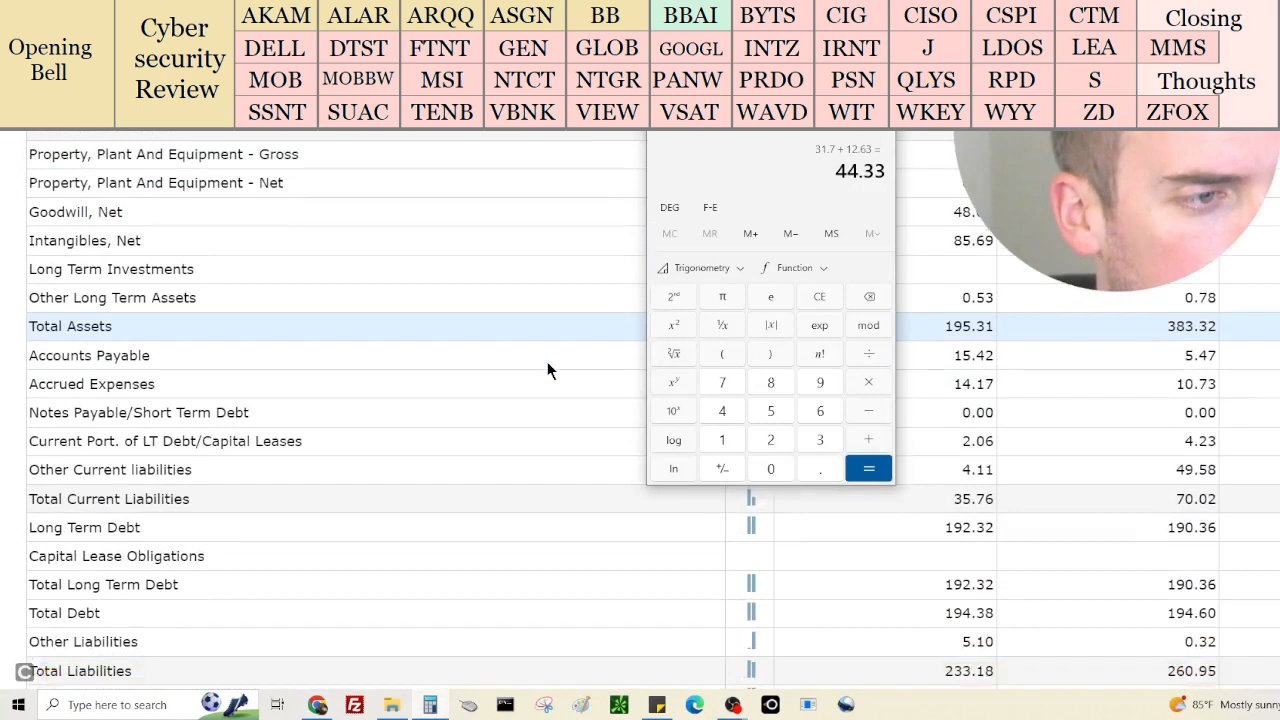 Opening
Bell
Cyber
security
Review
AKAM ALAR ARQQ ASGN BB BBAI BYTS CIG CISO CSPI CTM Closing
DELL DTST FTNT GEN GLOB GOOGL INTZ IRNT J LDOS LEA MMS
MOB MOBBW MSI NTCT NTGR PANW PRDO PSN QLYS RPD S Thoughts
SSNT SUAC TENB VBNK VIEW VSAT WAVD WIT WKEY WYY ZD ZFOX
Property, Plant And Equipment - Gross
31.7 + 12.63 =
44.33
Property, Plant And Equipment - Net
DEG F-E
Goodwill, Net 48.
MC MR M+ M− MS M
Intangibles, Net 85.69
Long Term Investments
Trigonometry Function
Other Long Term Assets 0.53 0.78
2nd π e CE
Total Assets 195.31 383.32
x² ¹/x |x| exp mod
Accounts Payable 15.42 5.47
²√x ( ) n! ÷
Accrued Expenses 14.17 10.73
xʸ 7 8 9 ×
Notes Payable/Short Term Debt 0.00 0.00
10ˣ 4 5 6 −
Current Port. of LT Debt/Capital Leases 2.06 4.23
log 1 2 3 +
Other Current liabilities 4.11 49.58
ln +/− 0 . =
Total Current Liabilities 35.76 70.02
Long Term Debt 192.32 190.36
Capital Lease Obligations
Total Long Term Debt 192.32 190.36
Total Debt 194.38 194.60
Other Liabilities 5.10 0.32
Total Liabilities 233.18 260.95
Type here to search
85°F Mostly sunn